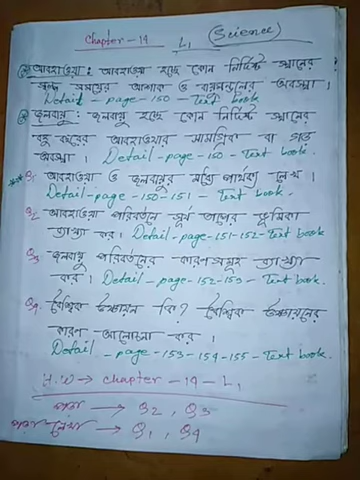 Chapter-14 L₁ (Science)
আবহাওয়া : আবহাওয়া হচ্ছে কোন নির্দিষ্ট স্থানের
স্বল্প সময়ের আকাশ ও বায়ুমন্ডলের অবস্থা ।
Detail - page - 150 - Text book
জলবায়ু : জলবায়ু হচ্ছে কোন নির্দিষ্ট স্থানের
বহু বছরের আবহাওয়ার সামগ্রিক বা গড়
অবস্থা । Detail - page - 150 - Text book.
Q₁ আবহাওয়া ও জলবায়ুর মধ্যে পার্থক্য লেখ ।
Detail - page - 150 - 151 - Text book.
Q₂ আবহাওয়া পরিবর্তনে সূর্য তাপের ভূমিকা
ব্যাখ্যা কর । Detail - page - 151 - 152 - Text book
Q₃ জলবায়ু পরিবর্তনের কারণসমূহ ব্যাখ্যা
কর । Detail - page - 152 - 153 - Text book.
Q₄ বৈশ্বিক উষ্ণায়ন কি? বৈশ্বিক উষ্ণায়নের
কারণ আলোচনা কর ।
Detail - page - 153 - 154 - 155 - Text book.
H.W → chapter - 14 - L₁
পড়া → Q₂ , Q₃
পড়া লেখা → Q₁ , Q₄